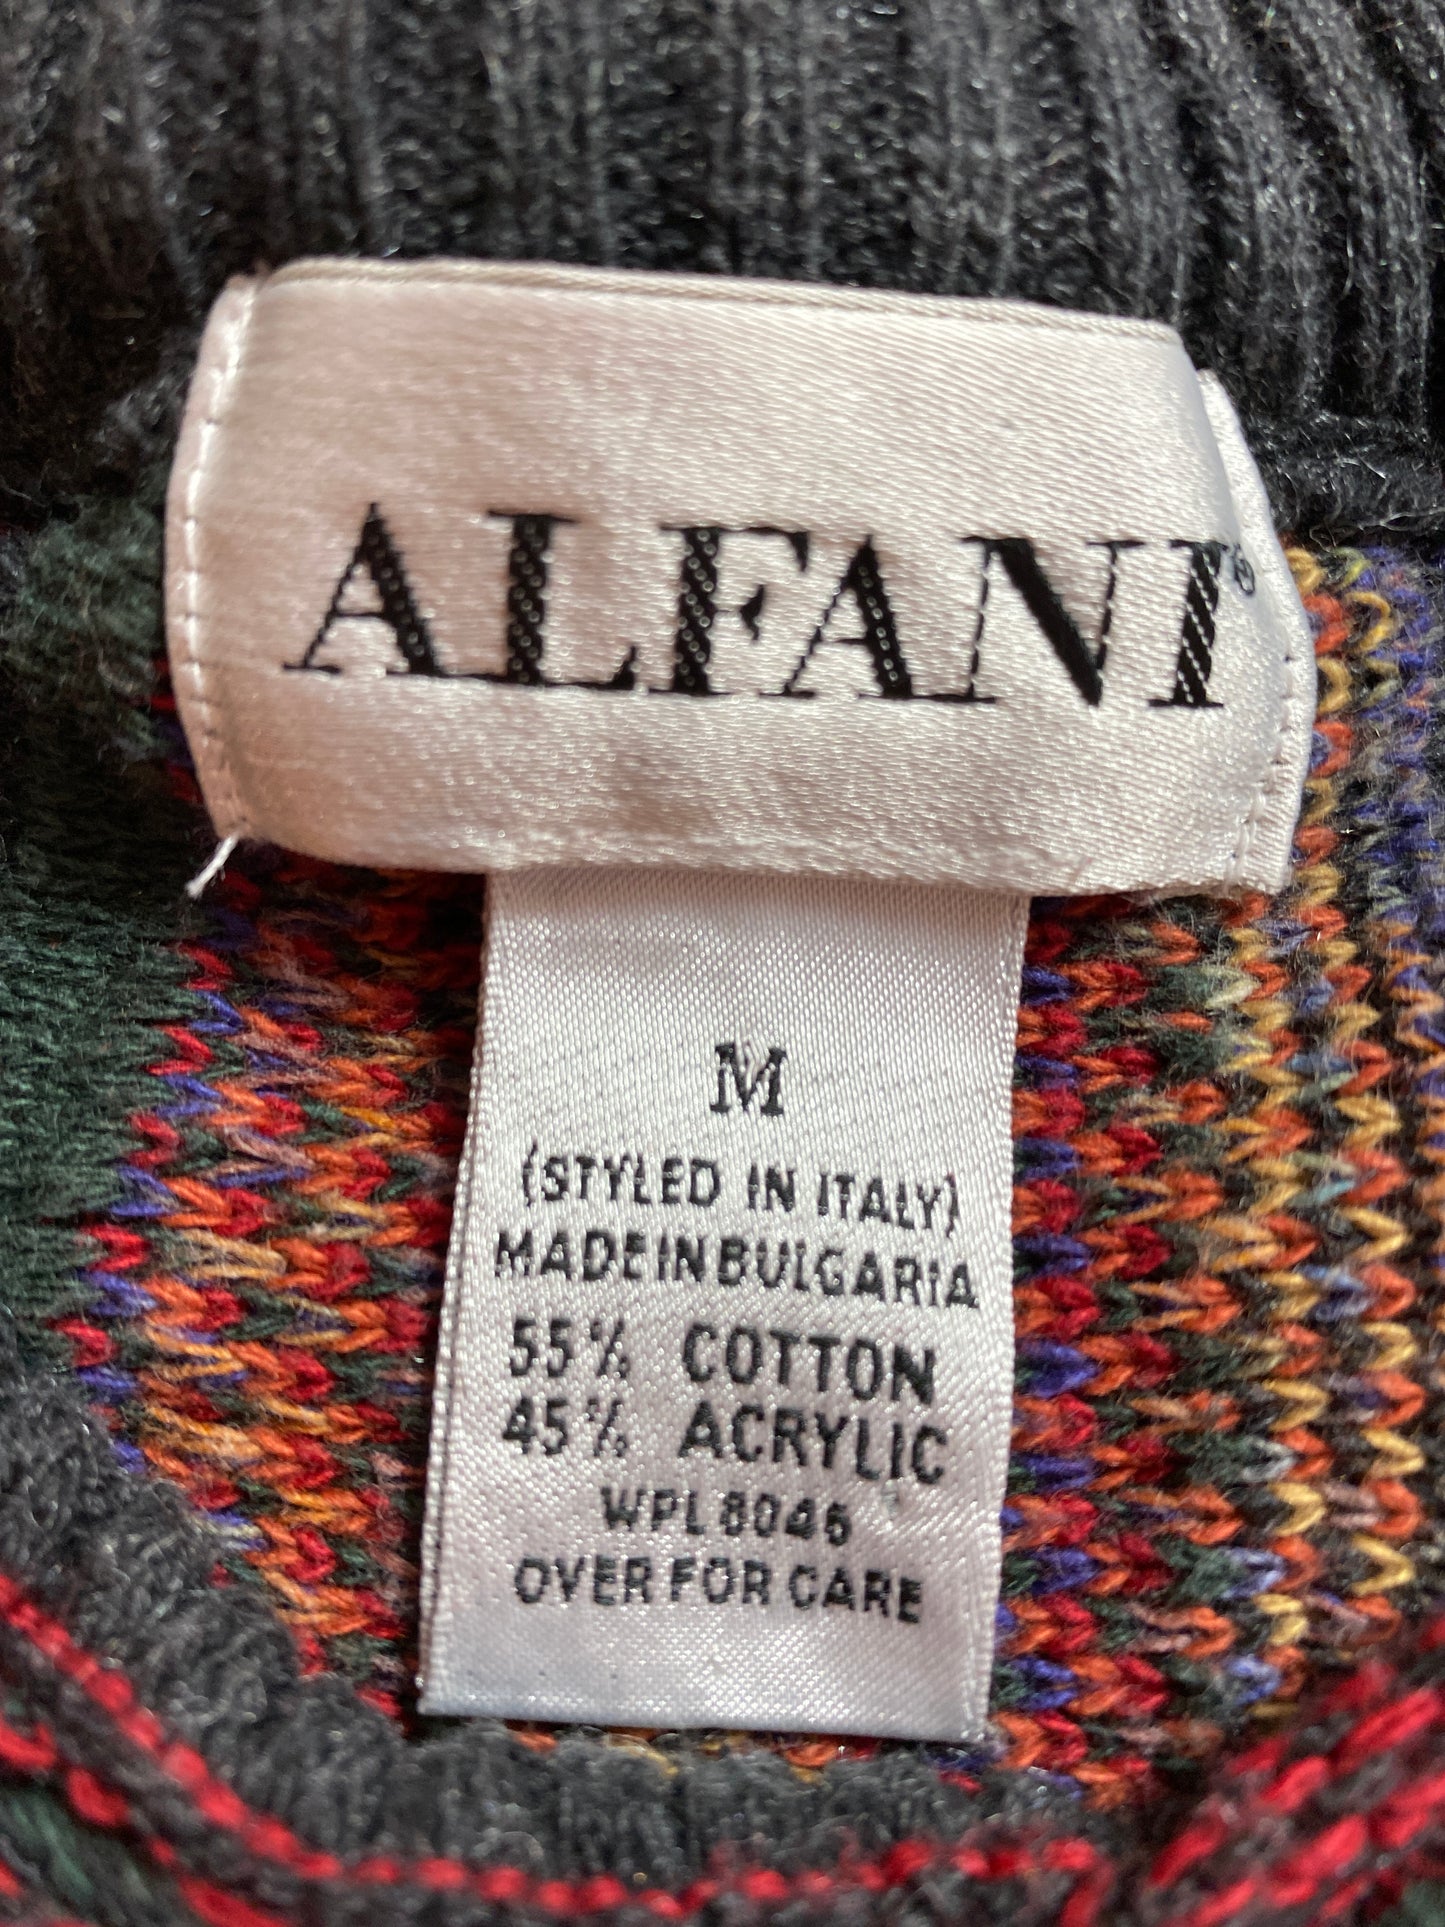 ALFANI®
M
(STYLED IN ITALY)
MADE IN BULGARIA
55% COTTON
45% ACRYLIC
WPL 8046
OVER FOR CARE